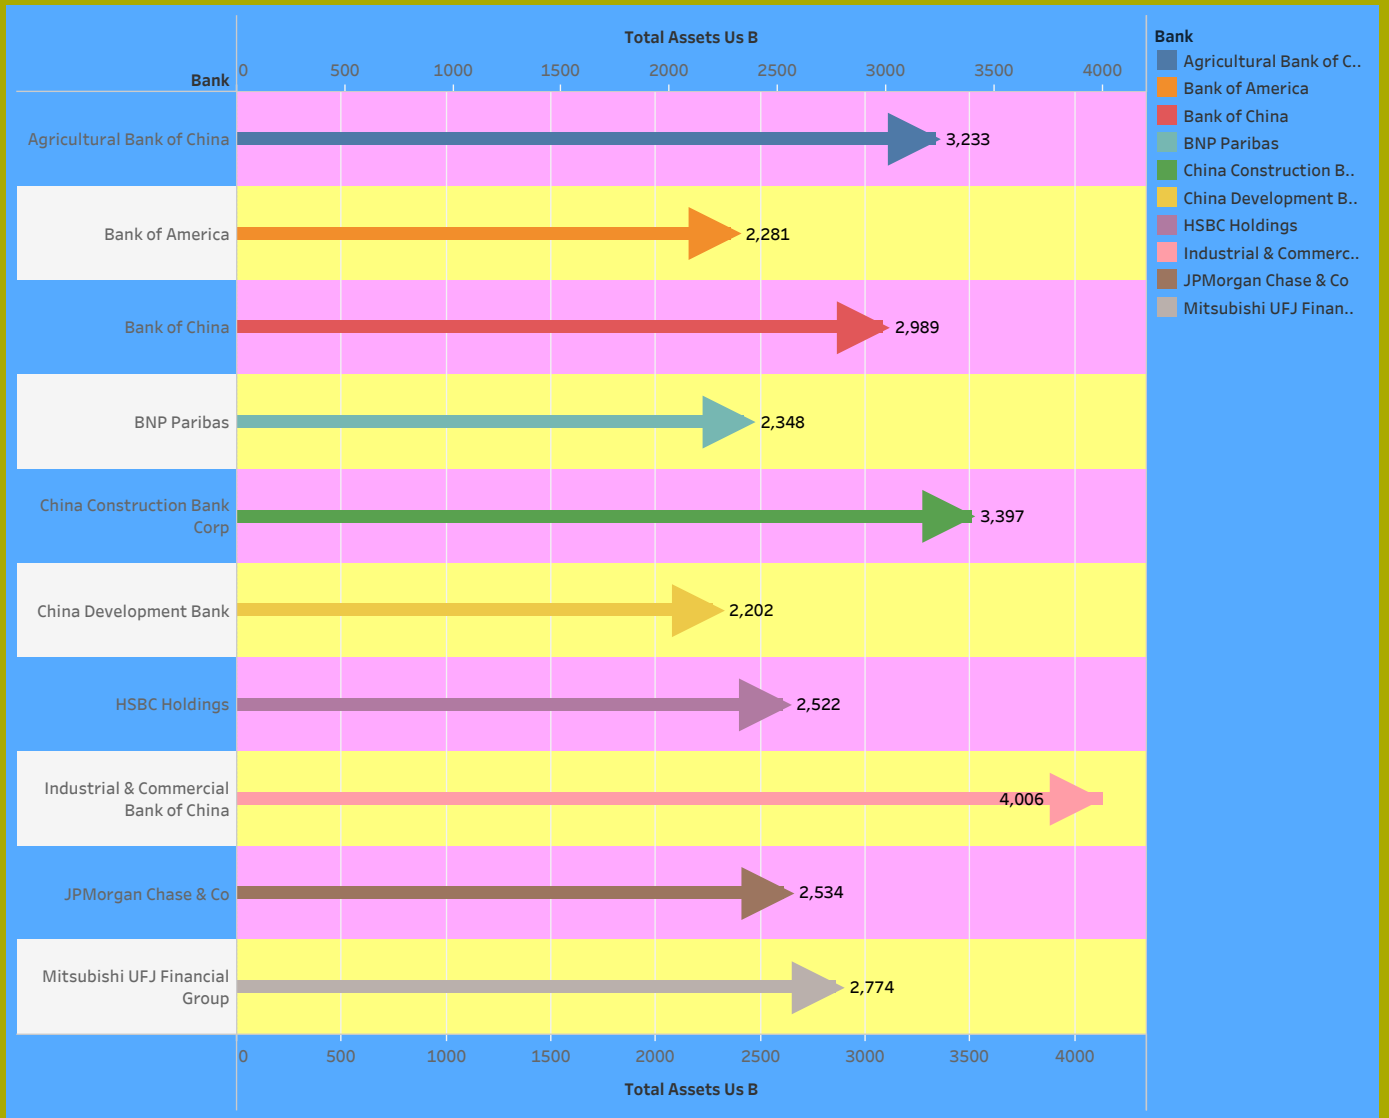 Total Assets Us B
0 500 1000 1500 2000 2500 3000 3500 4000
Bank
Agricultural Bank of China 3,233
Bank of America 2,281
Bank of China 2,989
BNP Paribas 2,348
China Construction Bank
Corp 3,397
China Development Bank 2,202
HSBC Holdings 2,522
Industrial & Commercial
Bank of China 4,006
JPMorgan Chase & Co 2,534
Mitsubishi UFJ Financial
Group 2,774
0 500 1000 1500 2000 2500 3000 3500 4000
Total Assets Us B
Bank
Agricultural Bank of C..
Bank of America
Bank of China
BNP Paribas
China Construction B..
China Development B..
HSBC Holdings
Industrial & Commerc..
JPMorgan Chase & Co
Mitsubishi UFJ Finan..